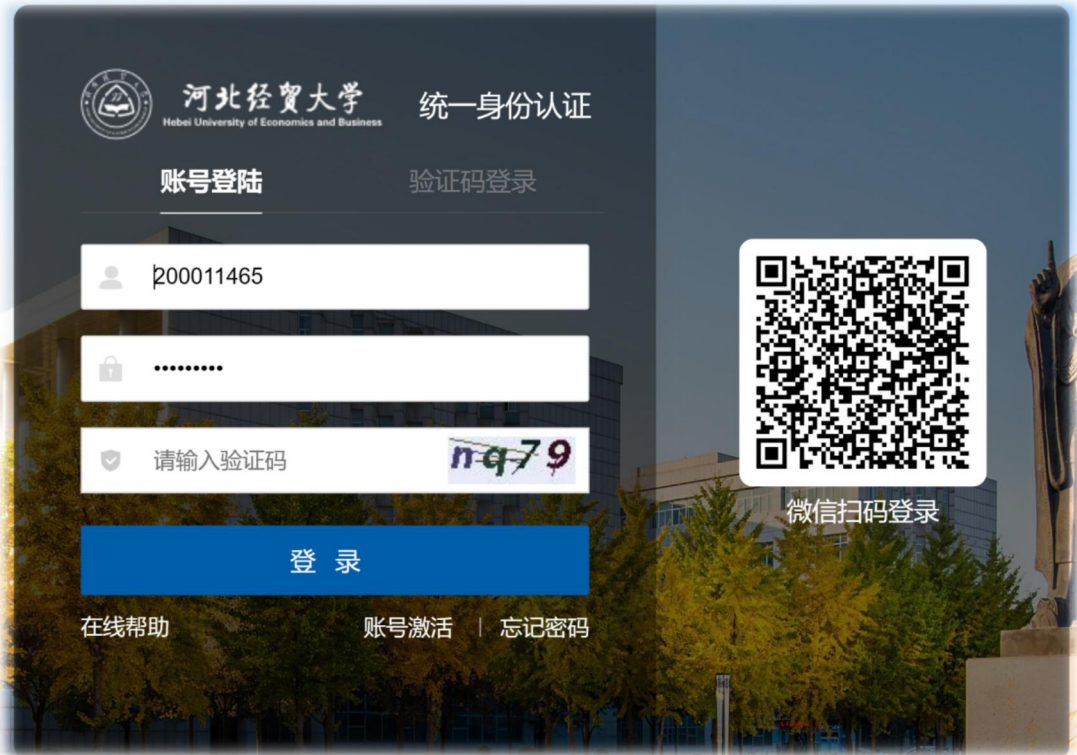 河北经贸大学
Hebei University of Economics and Business
统一身份认证
账号登陆 验证码登录
200011465
•••••••••
请输入验证码 nq79
登 录
在线帮助 账号激活 | 忘记密码
微信扫码登录